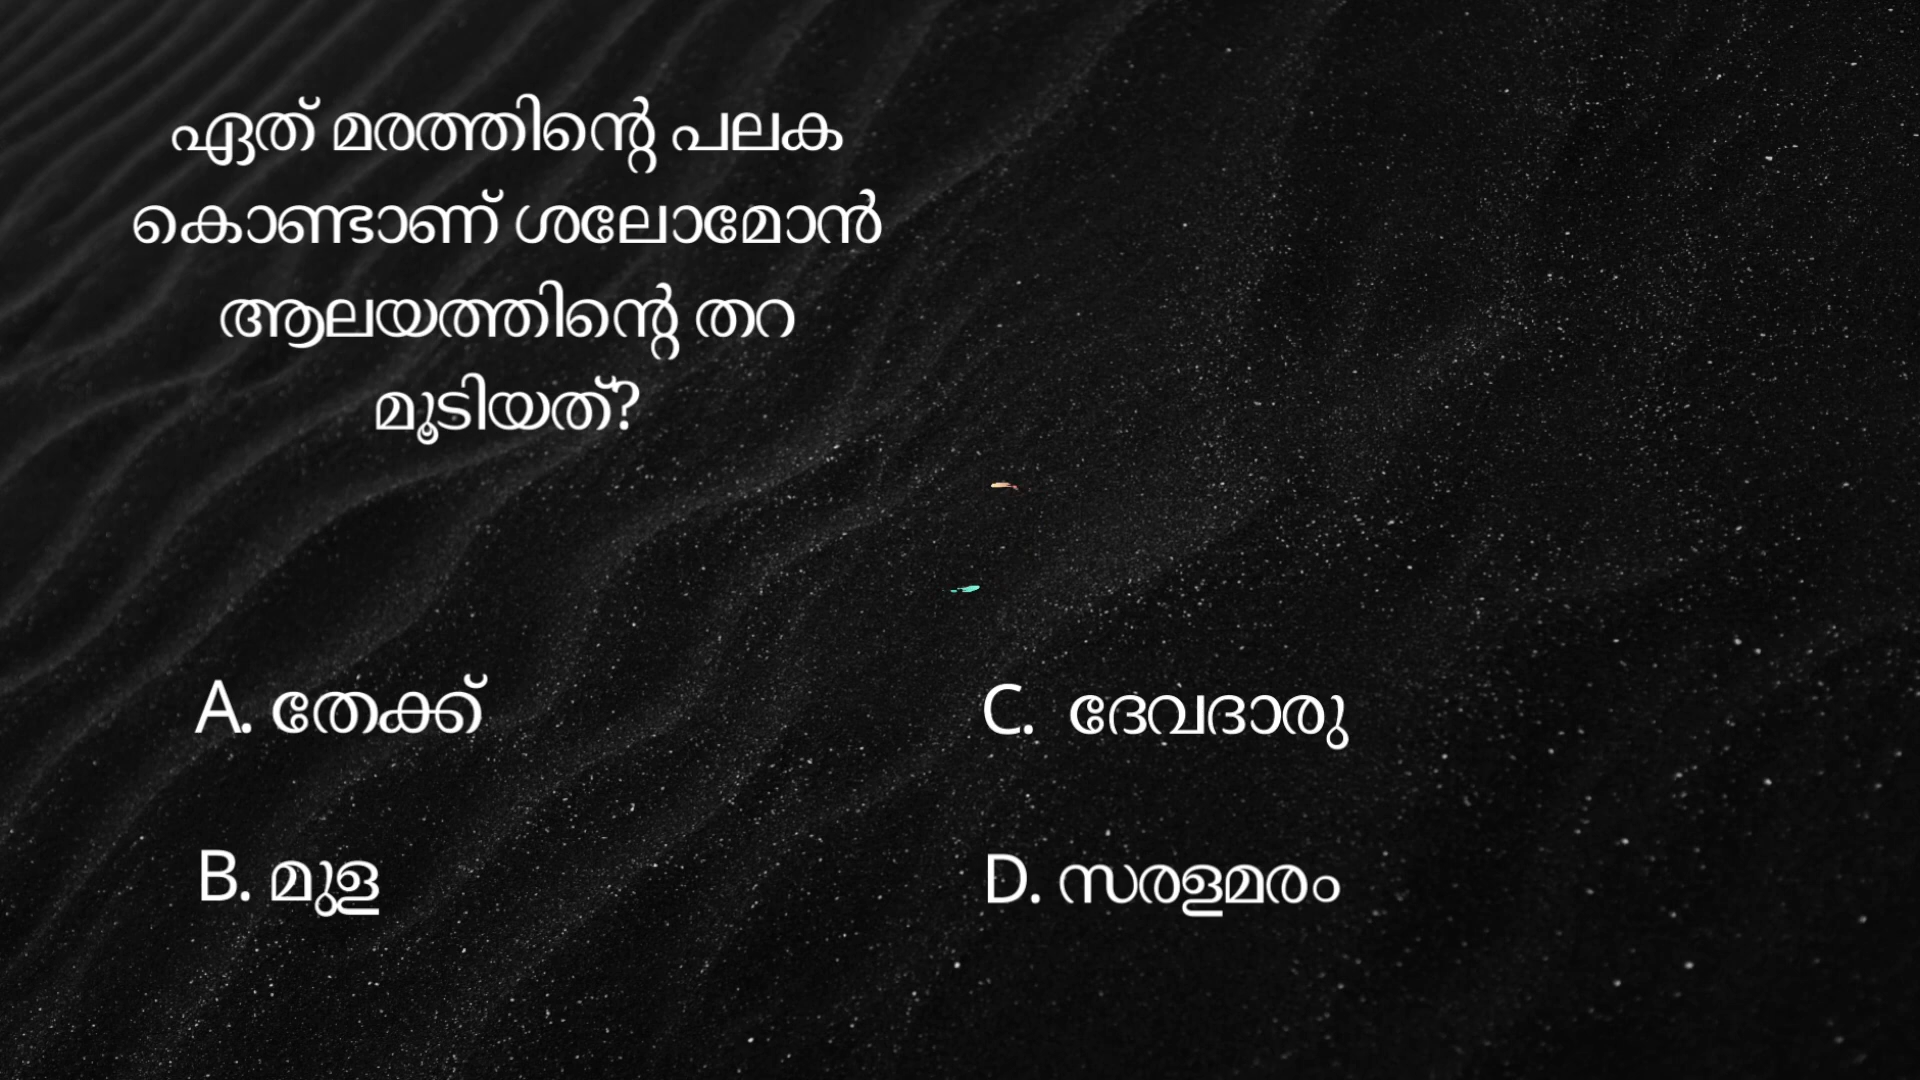 ഏത് മരത്തിന്റെ പലക
കൊണ്ടാണ് ശലോമോൻ
ആലയത്തിന്റെ തറ
മൂടിയത്?
A. തേക്ക്
B. മുള
C. ദേവദാരു
D. സരളമരം